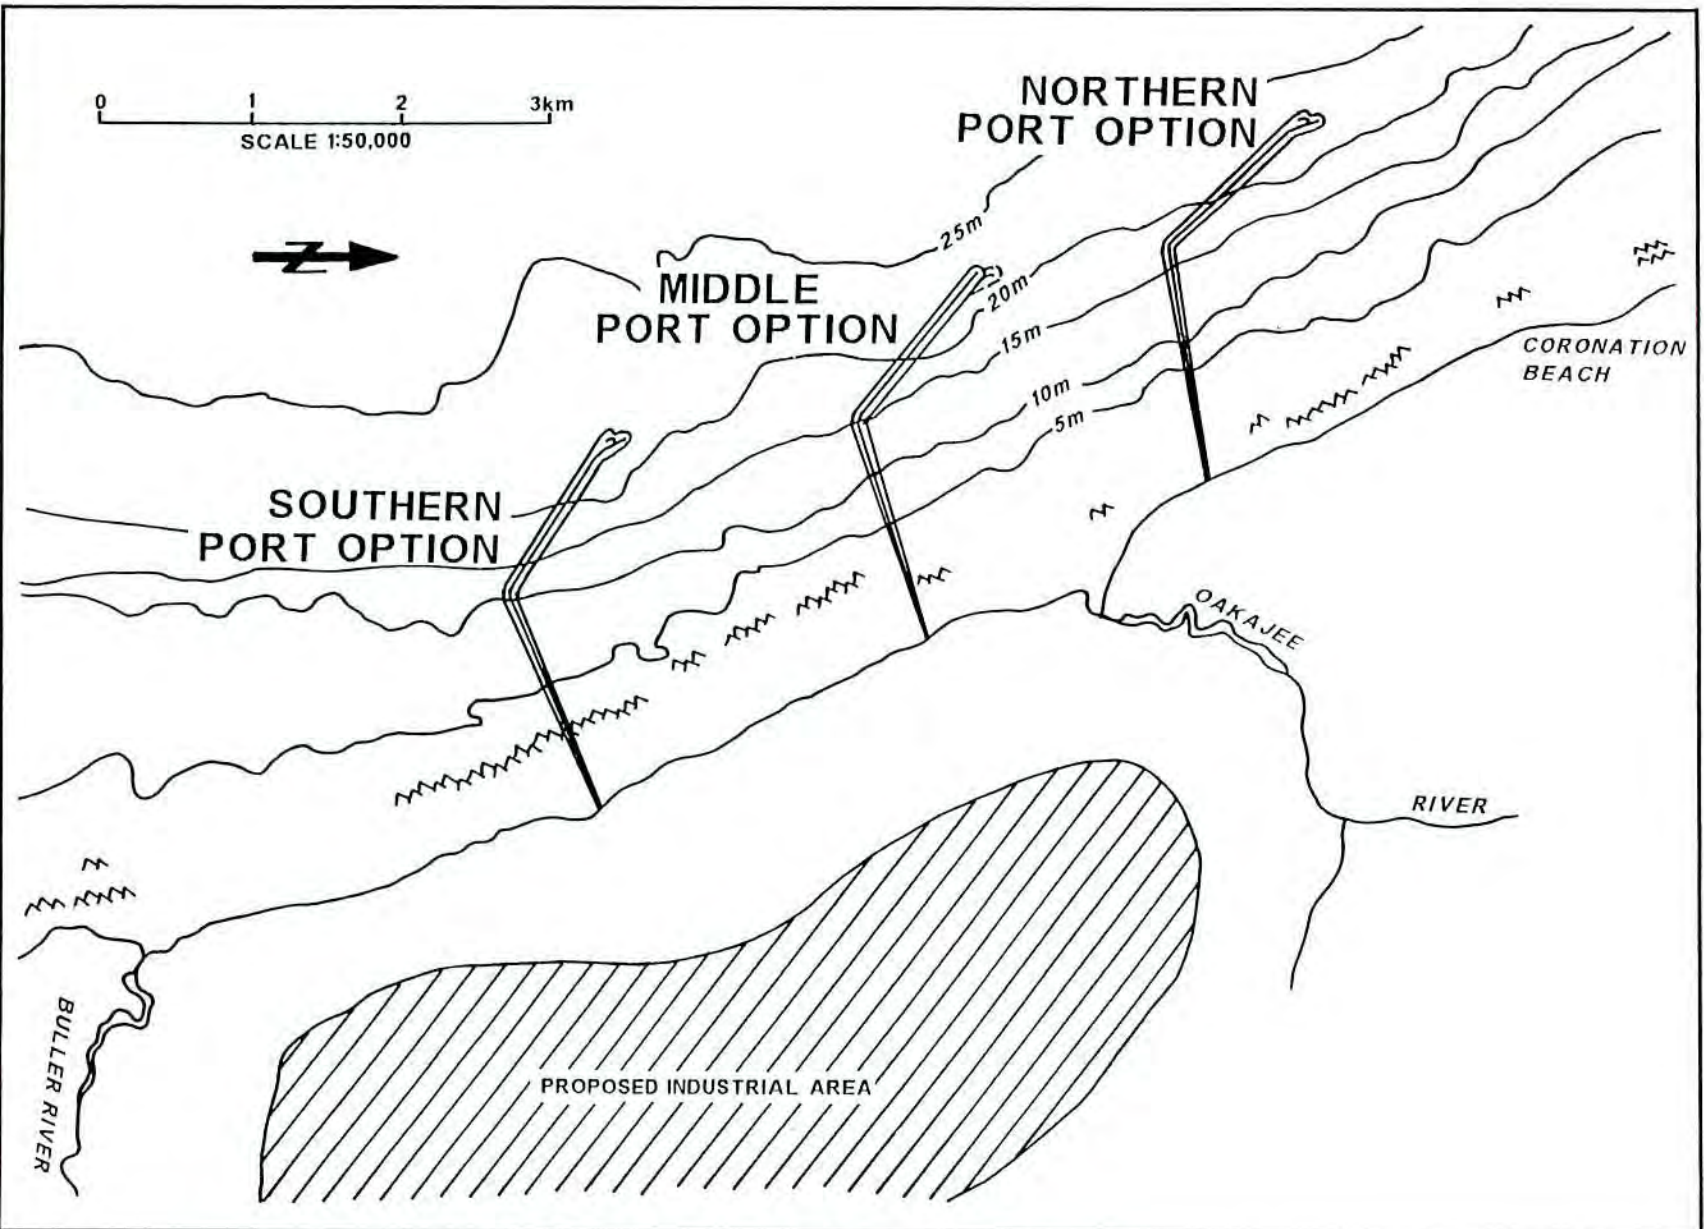 0 1 2 3km
SCALE 1:50,000
N
NORTHERN
PORT OPTION
25m
MIDDLE
PORT OPTION
20m
15m
10m
5m
CORONATION
BEACH
SOUTHERN
PORT OPTION
OAKAJEE
RIVER
BULLER RIVER
PROPOSED INDUSTRIAL AREA